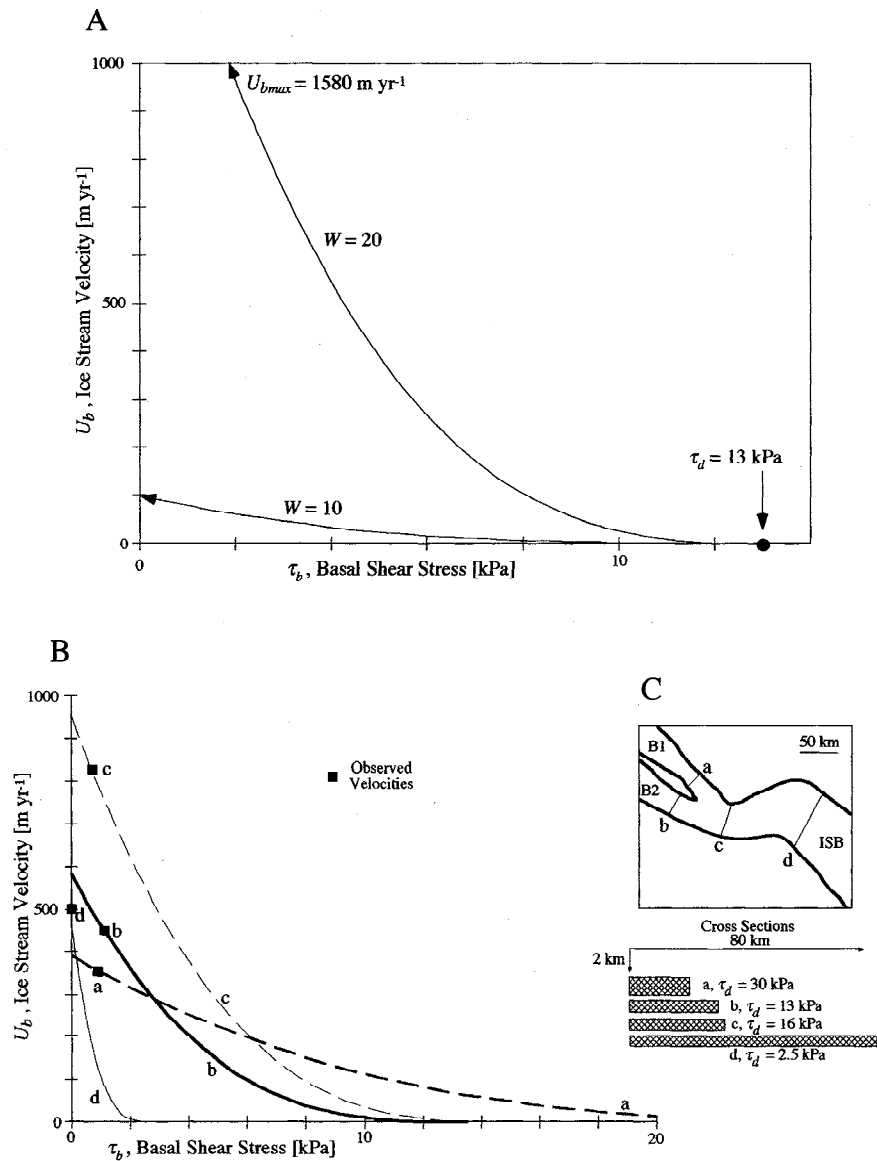 A
U_b , Ice Stream Velocity [m yr⁻¹]
1000
500
0
U_bmax = 1580 m yr⁻¹
W = 20
W = 10
τ_d = 13 kPa
0
10
τ_b , Basal Shear Stress [kPa]
B
U_b , Ice Stream Velocity [m yr⁻¹]
1000
500
0
Observed
Velocities
c
d
b
a
c
b
d
a
0
10
20
τ_b , Basal Shear Stress [kPa]
C
B1
50 km
a
B2
b
c
d
ISB
Cross Sections
80 km
2 km
a, τ_d = 30 kPa
b, τ_d = 13 kPa
c, τ_d = 16 kPa
d, τ_d = 2.5 kPa